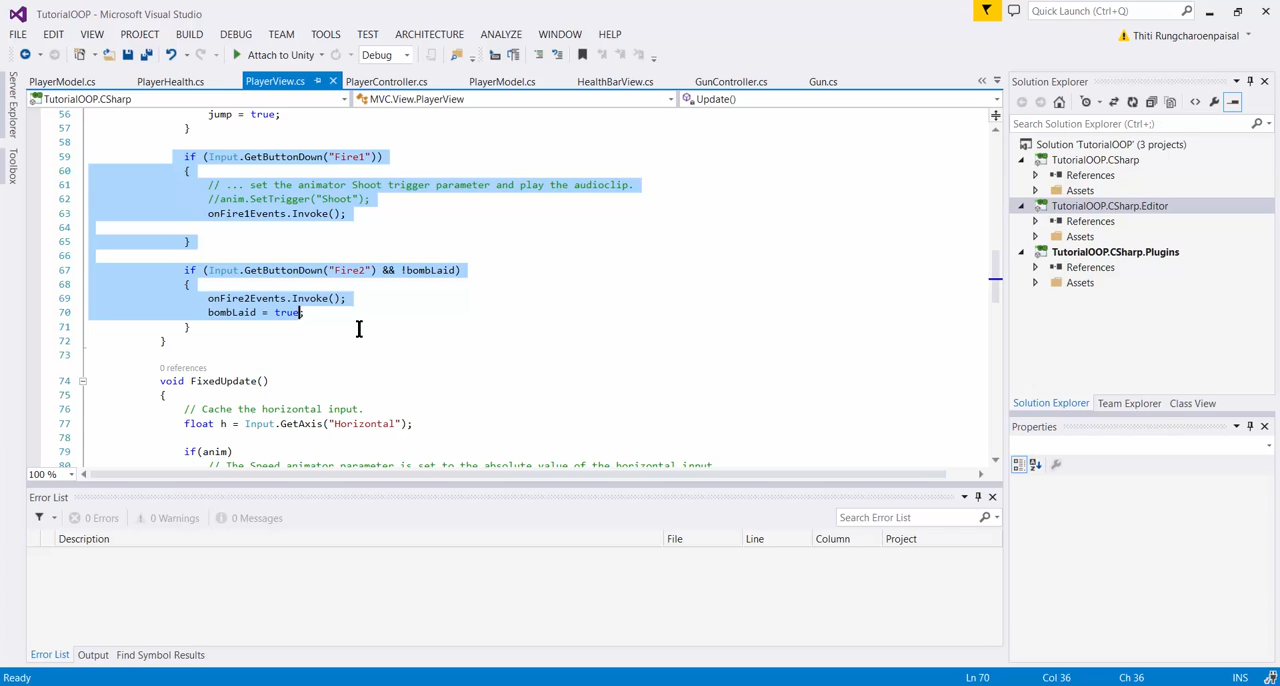 TutorialOOP - Microsoft Visual Studio
Quick Launch (Ctrl+Q)
FILE EDIT VIEW PROJECT BUILD DEBUG TEAM TOOLS TEST ARCHITECTURE ANALYZE WINDOW HELP
Thiti Rungcharoenpaisal
Attach to Unity Debug
Server Explorer
Toolbox
PlayerModel.cs PlayerHealth.cs PlayerView.cs PlayerController.cs PlayerModel.cs HealthBarView.cs GunController.cs Gun.cs
TutorialOOP.CSharp MVC.View.PlayerView Update()
56 jump = true;
57 }
58
59 if (Input.GetButtonDown("Fire1"))
60 {
61 // ... set the animator Shoot trigger parameter and play the audioclip.
62 //anim.SetTrigger("Shoot");
63 onFire1Events.Invoke();
64
65 }
66
67 if (Input.GetButtonDown("Fire2") && !bombLaid)
68 {
69 onFire2Events.Invoke();
70 bombLaid = true;
71 }
72 }
73
0 references
74 void FixedUpdate()
75 {
76 // Cache the horizontal input.
77 float h = Input.GetAxis("Horizontal");
78
79 if(anim)
80 // The Speed animator parameter is set to the absolute value of the horizontal input
100 %
Solution Explorer
Search Solution Explorer (Ctrl+;)
Solution 'TutorialOOP' (3 projects)
TutorialOOP.CSharp
References
Assets
TutorialOOP.CSharp.Editor
References
Assets
TutorialOOP.CSharp.Plugins
References
Assets
Solution Explorer Team Explorer Class View
Properties
Error List
0 Errors 0 Warnings 0 Messages
Search Error List
Description File Line Column Project
Error List Output Find Symbol Results
Ready Ln 70 Col 36 Ch 36 INS